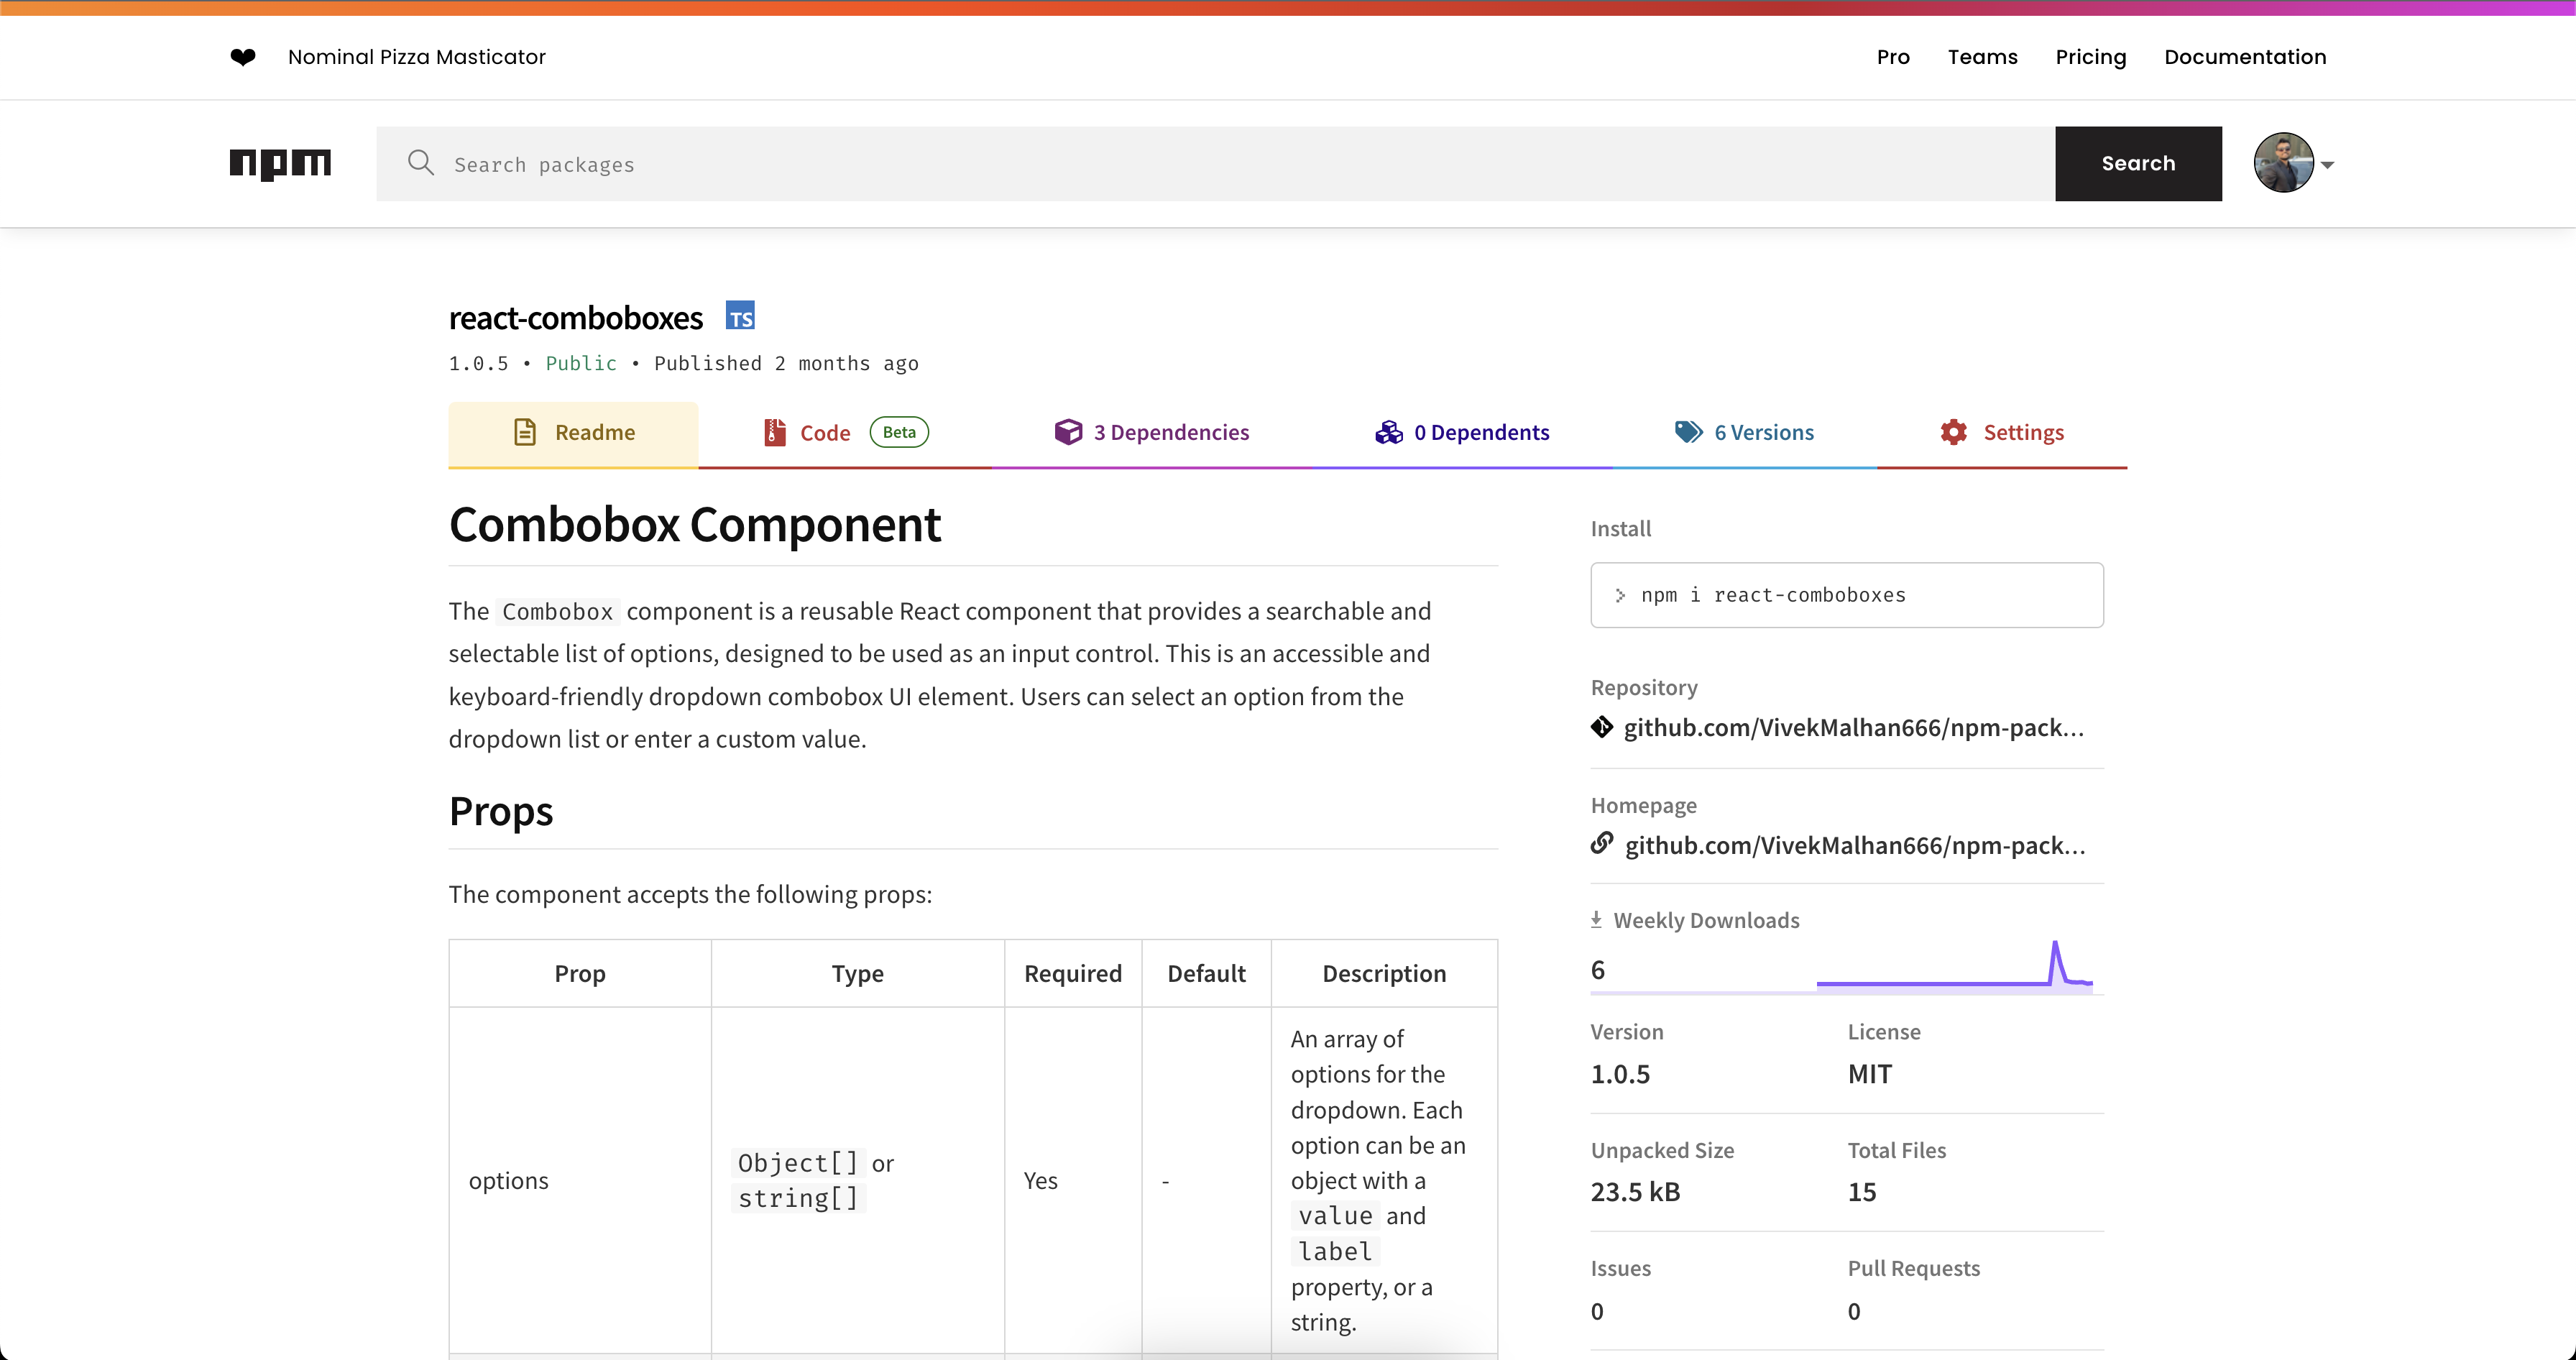 Nominal Pizza Masticator
Pro Teams Pricing Documentation
npm
Search packages
Search
react-comboboxes TS
1.0.5 • Public • Published 2 months ago
Readme
Code Beta
3 Dependencies
0 Dependents
6 Versions
Settings
Combobox Component
The Combobox component is a reusable React component that provides a searchable and
selectable list of options, designed to be used as an input control. This is an accessible and
keyboard-friendly dropdown combobox UI element. Users can select an option from the
dropdown list or enter a custom value.
Props
The component accepts the following props:
Prop Type Required Default Description
options
Object[] or
string[]
Yes
-
An array of
options for the
dropdown. Each
option can be an
object with a
value and
label
property, or a
string.
Install
> npm i react-comboboxes
Repository
github.com/VivekMalhan666/npm-pack...
Homepage
github.com/VivekMalhan666/npm-pack...
Weekly Downloads
6
Version License
1.0.5 MIT
Unpacked Size Total Files
23.5 kB 15
Issues Pull Requests
0 0